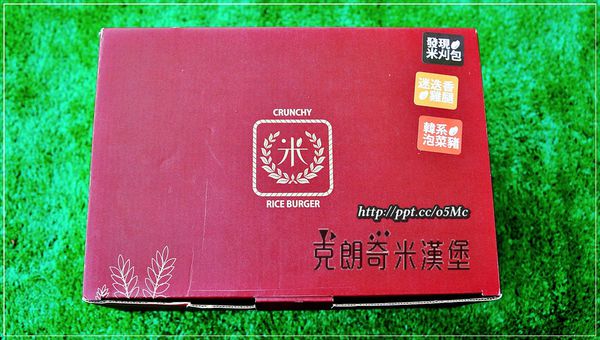 發現
米刈包
迷迭香
雞腿
韓系
泡菜豬
CRUNCHY
米
RICE BURGER
http://ppt.cc/o5Mc
克朗奇米漢堡